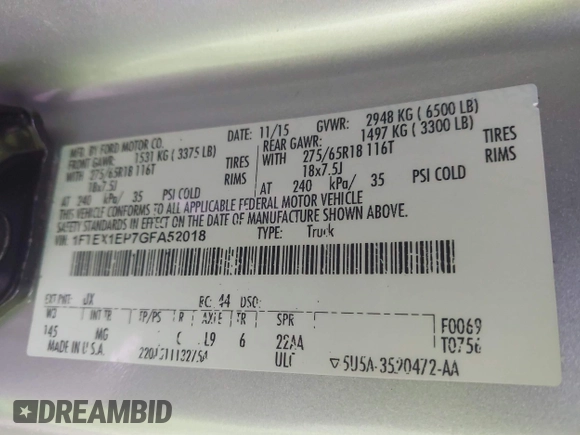 MFG. BY FORD MOTOR CO.
DATE: 11/15 GVWR: 2948 KG ( 6500 LB)
FRONT GAWR: 1531 KG ( 3375 LB) REAR GAWR: 1497 KG ( 3300 LB)
WITH 275/65R18 116T TIRES WITH 275/65R18 116T TIRES
18x7.5J RIMS 18x7.5J RIMS
AT 240 kPa/ 35 PSI COLD AT 240 kPa/ 35 PSI COLD
THIS VEHICLE CONFORMS TO ALL APPLICABLE FEDERAL MOTOR VEHICLE
SAFETY STANDARDS IN EFFECT ON THE DATE OF MANUFACTURE SHOWN ABOVE.
VIN: 1FTEX1EP7GFA52018 TYPE: Truck
EXT PNT: JX RC: 44 DSO:
WB INT TR TP/PS R AXLE TR SPR F0069
145 MG C L9 6 22AA T0756
MADE IN U.S.A. ULC ▽5U5A-3520472-AA
DREAMBID